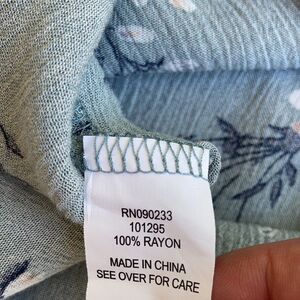 RN090233
101295
100% RAYON
MADE IN CHINA
SEE OVER FOR CARE